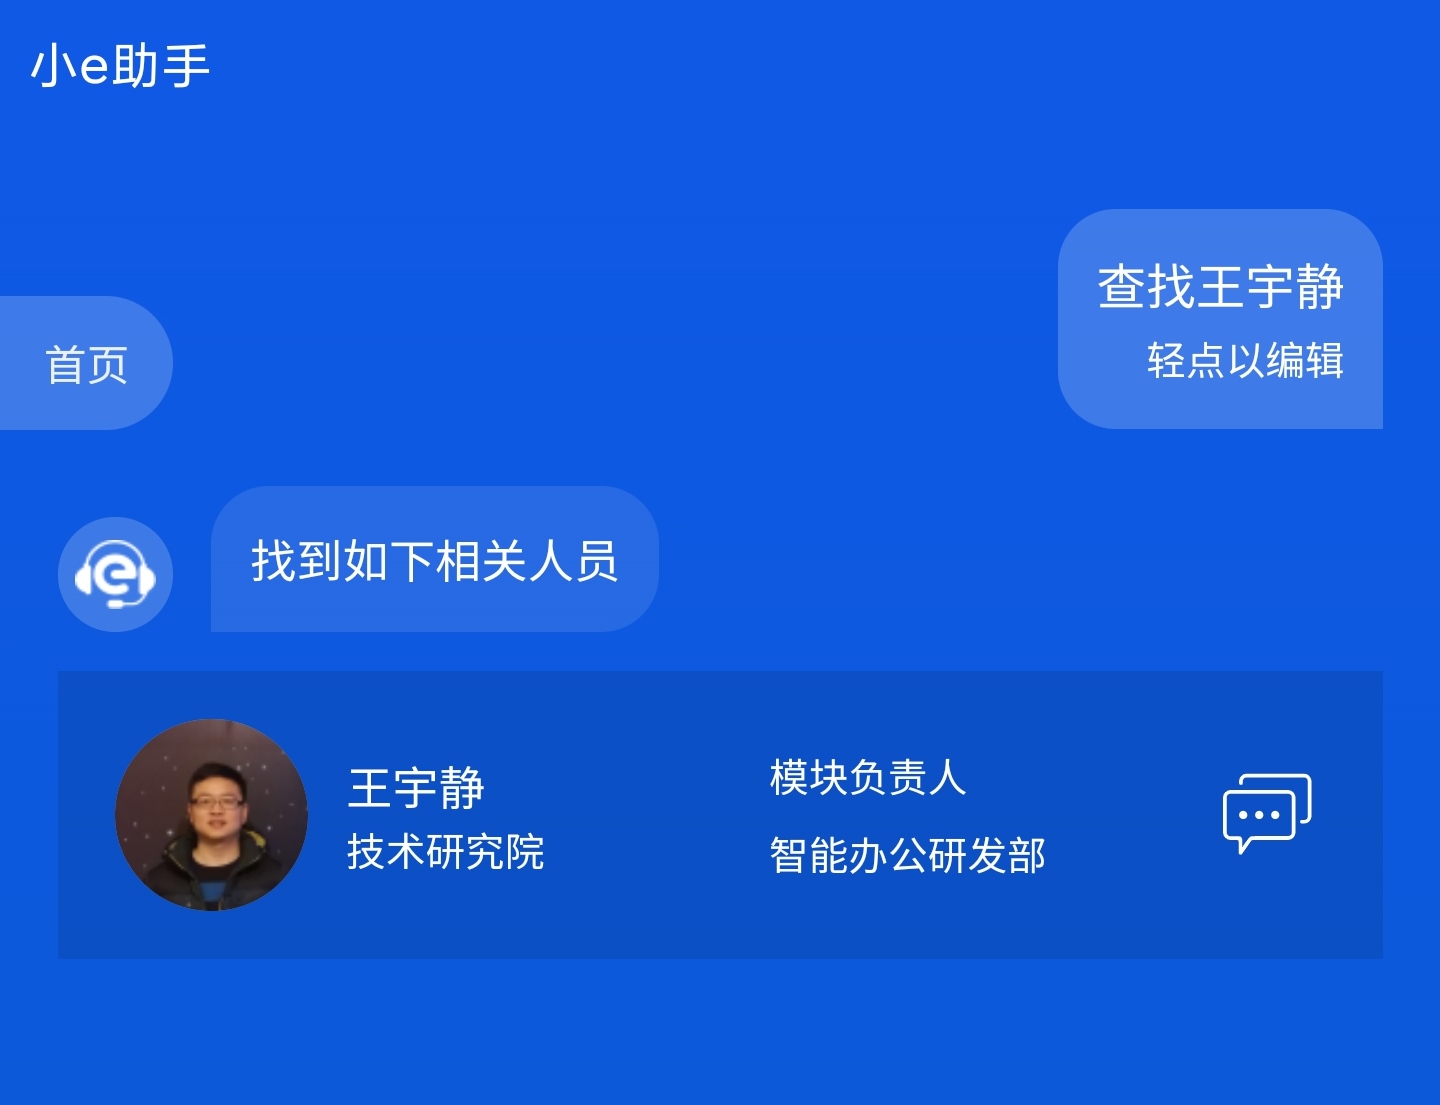 小e助手
查找王宇静
轻点以编辑
首页
找到如下相关人员
王宇静
技术研究院
模块负责人
智能办公研发部